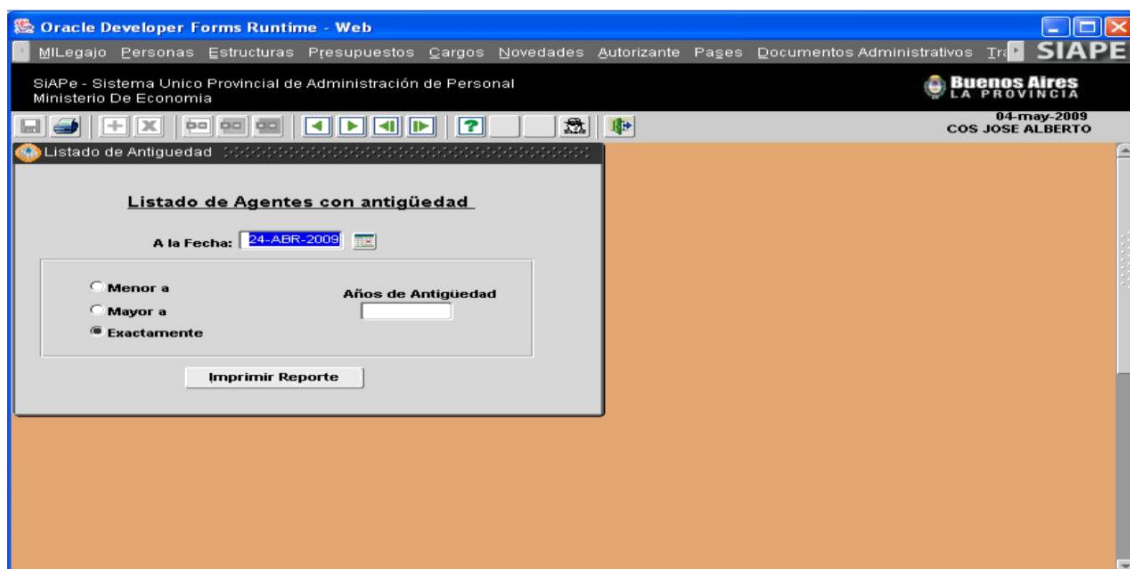 Oracle Developer Forms Runtime - Web
MILegajo Personas Estructuras Presupuestos Cargos Novedades Autorizante Pages Documentos Administrativos Tra SIAPE
SiAPe - Sistema Unico Provincial de Administración de Personal
Ministerio De Economia
Buenos Aires
LA PROVINCIA
04-may-2009
COS JOSE ALBERTO
Listado de Antiguedad
Listado de Agentes con antigüedad
A la Fecha: 24-ABR-2009
Menor a
Años de Antigüedad
Mayor a
Exactamente
Imprimir Reporte